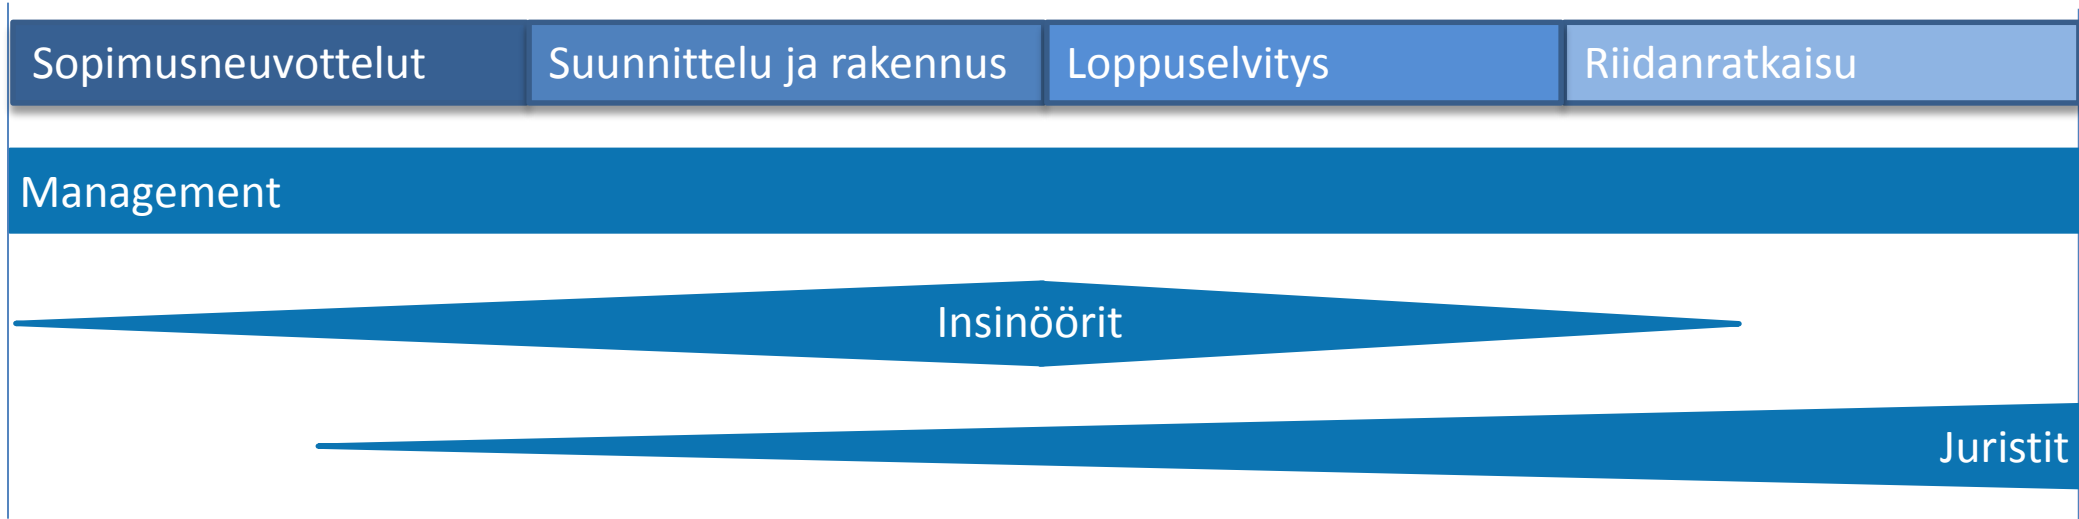 Sopimusneuvottelut
Suunnittelu ja rakennus
Loppuselvitys
Riidanratkaisu
Management
Insinöörit
Juristit